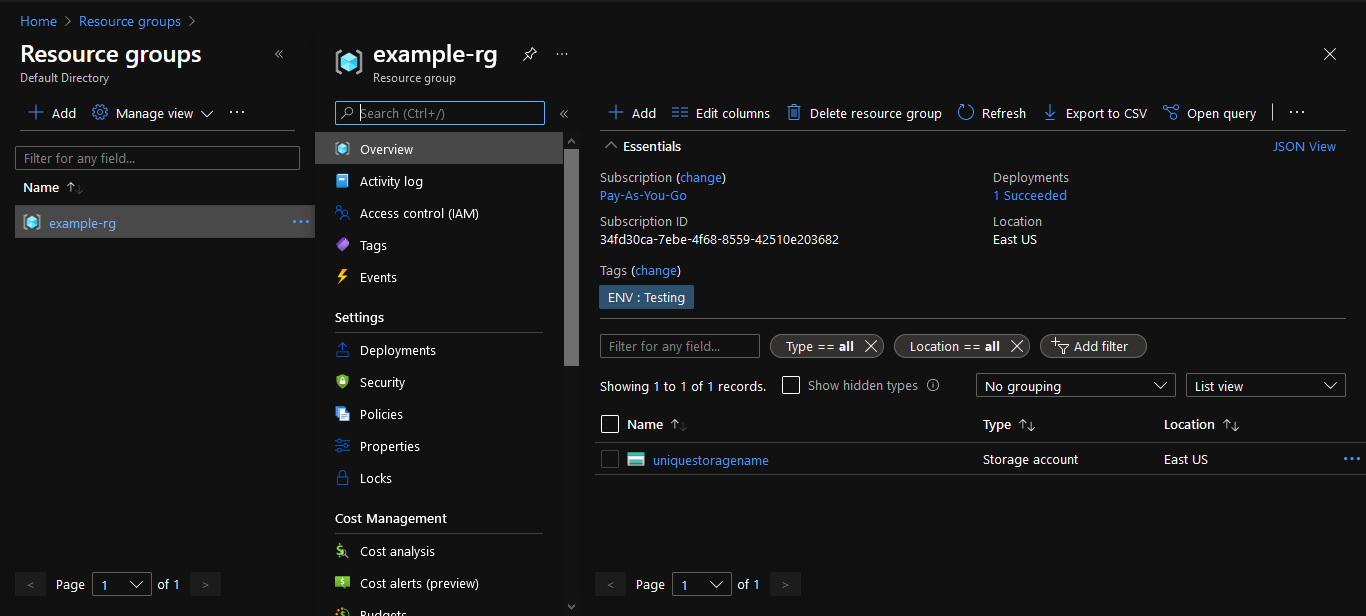 Home > Resource groups >
Resource groups «
Default Directory
+ Add Manage view ···
Filter for any field...
Name ↑↓
example-rg ···
< Page 1 of 1 >
example-rg ···
Resource group
Search (Ctrl+/) «
Overview
Activity log
Access control (IAM)
Tags
Events
Settings
Deployments
Security
Policies
Properties
Locks
Cost Management
Cost analysis
Cost alerts (preview)
Budgets
+ Add Edit columns Delete resource group Refresh Export to CSV Open query ···
Essentials JSON View
Subscription (change) Deployments
Pay-As-You-Go 1 Succeeded
Subscription ID Location
34fd30ca-7ebe-4f68-8559-42510e203682 East US
Tags (change)
ENV : Testing
Filter for any field... Type == all Location == all Add filter
Showing 1 to 1 of 1 records. Show hidden types No grouping List view
Name ↑↓ Type ↑↓ Location ↑↓
uniquestoragename Storage account East US ···
< Page 1 of 1 >